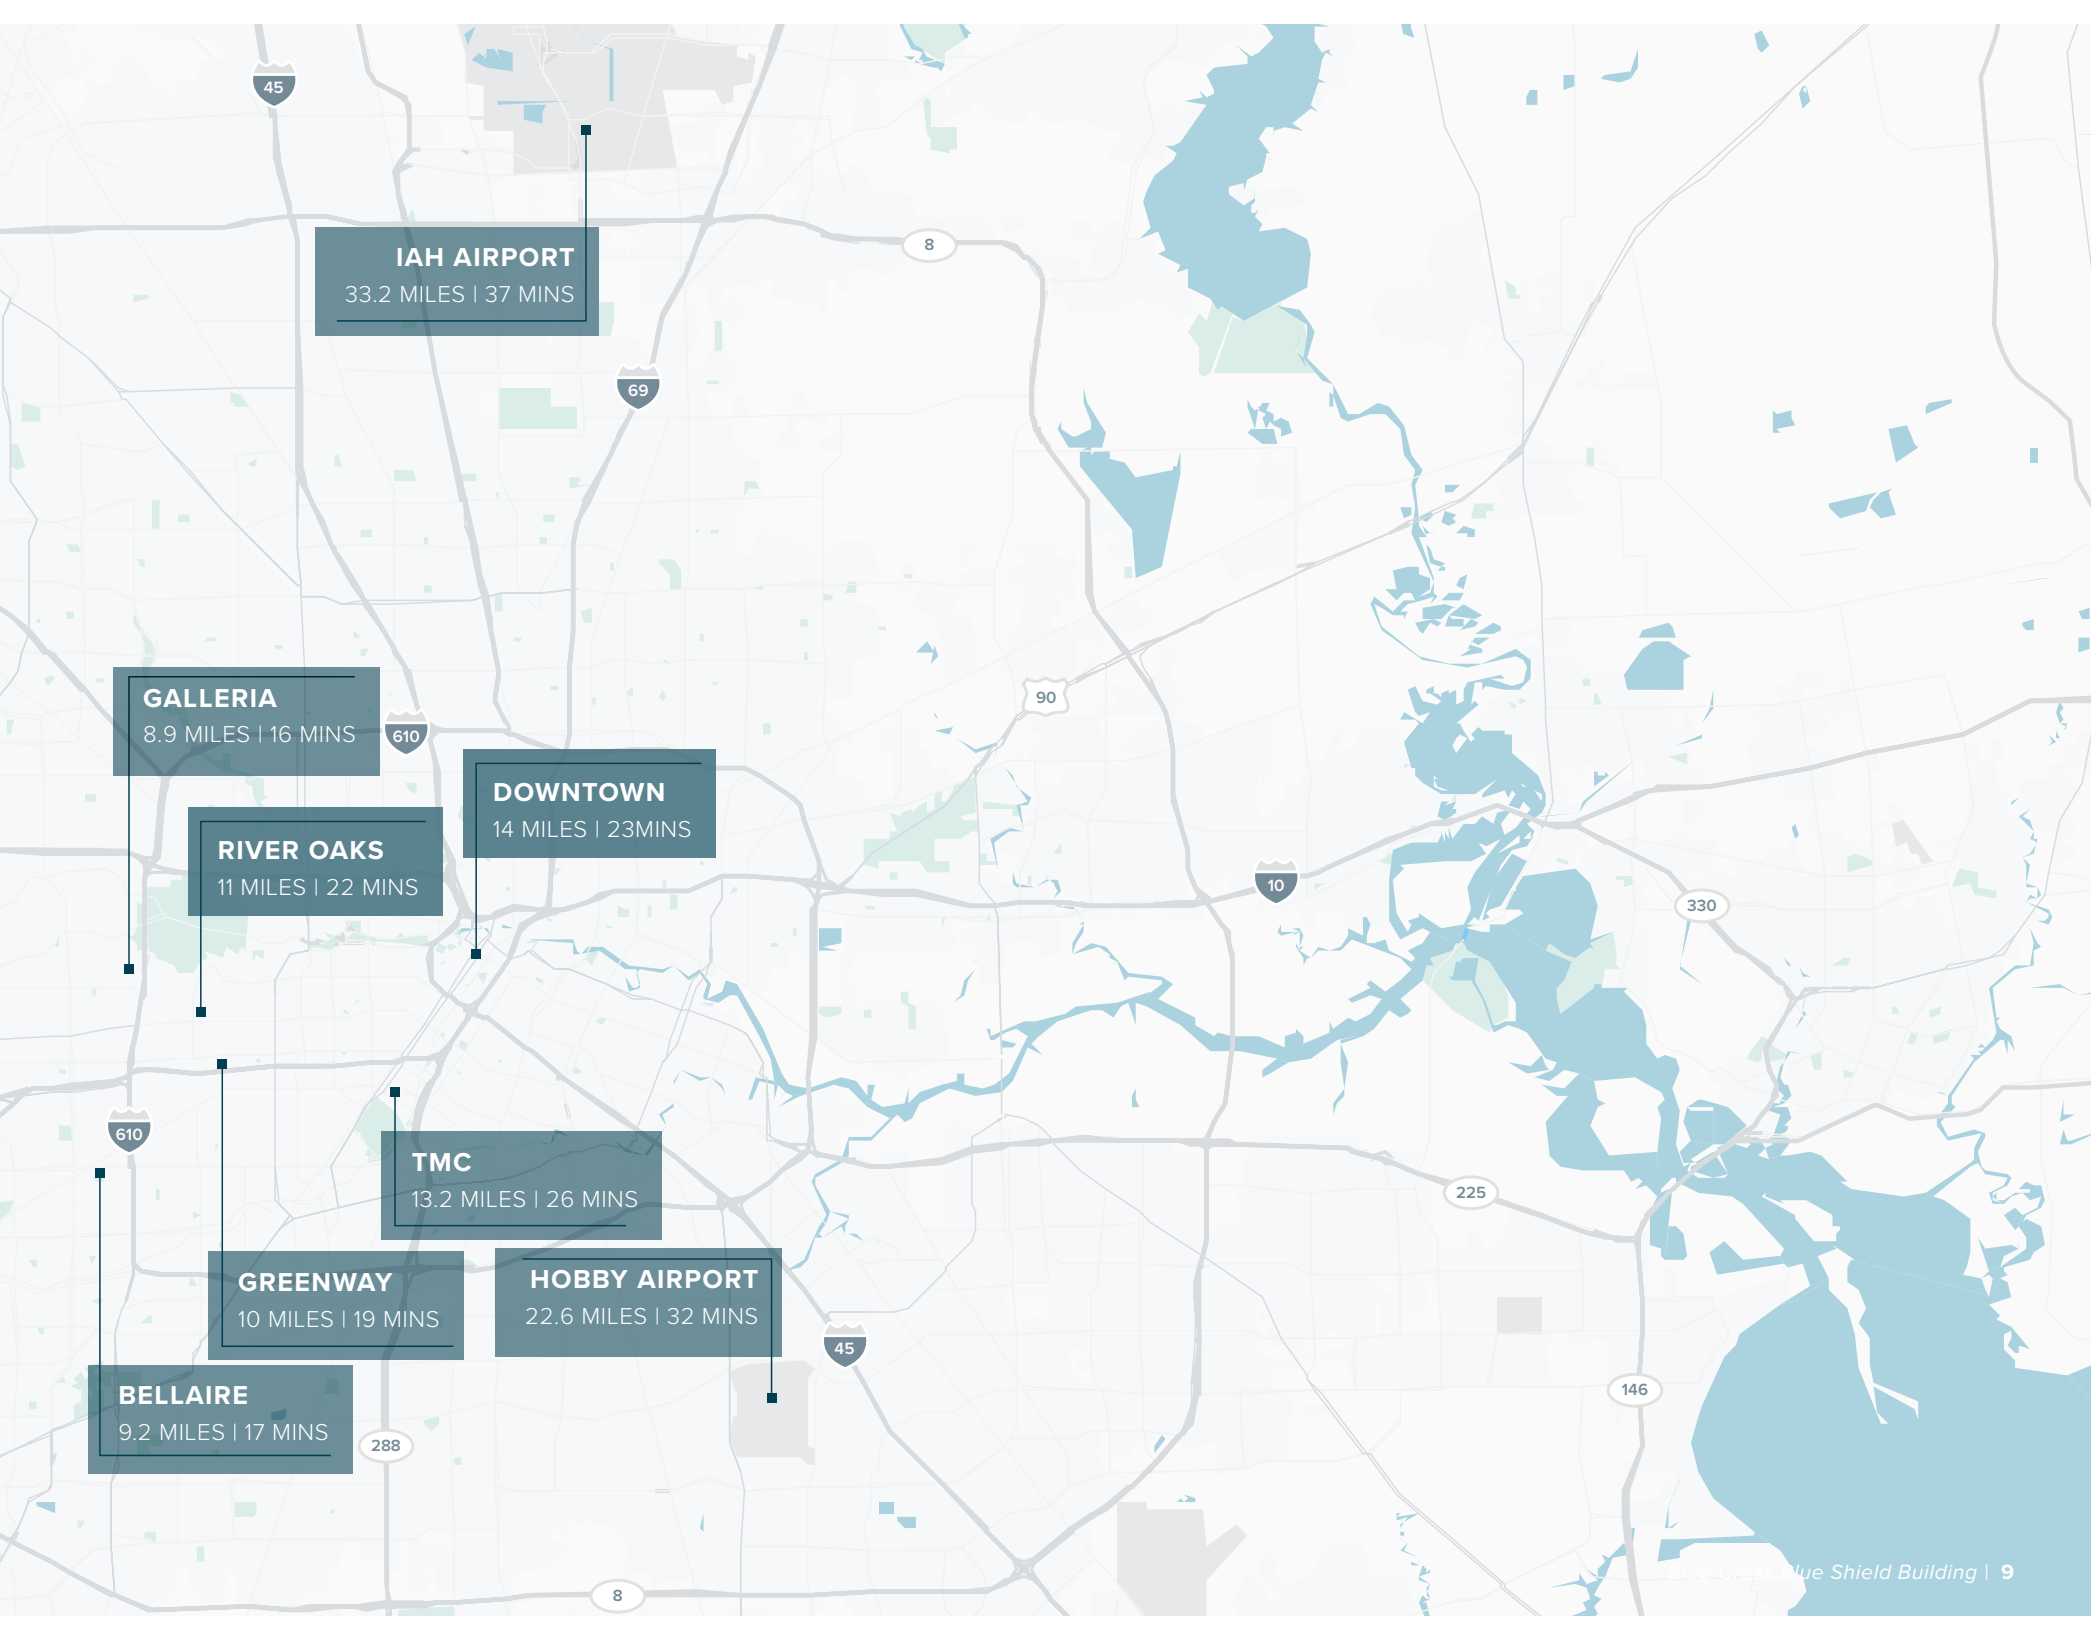 45
IAH AIRPORT
33.2 MILES | 37 MINS
8
69
GALLERIA
8.9 MILES | 16 MINS
610
90
DOWNTOWN
14 MILES | 23MINS
RIVER OAKS
11 MILES | 22 MINS
10
330
610
TMC
13.2 MILES | 26 MINS
225
GREENWAY
10 MILES | 19 MINS
HOBBY AIRPORT
22.6 MILES | 32 MINS
45
146
BELLAIRE
9.2 MILES | 17 MINS
288
8
Blue Cross Blue Shield Building | 9